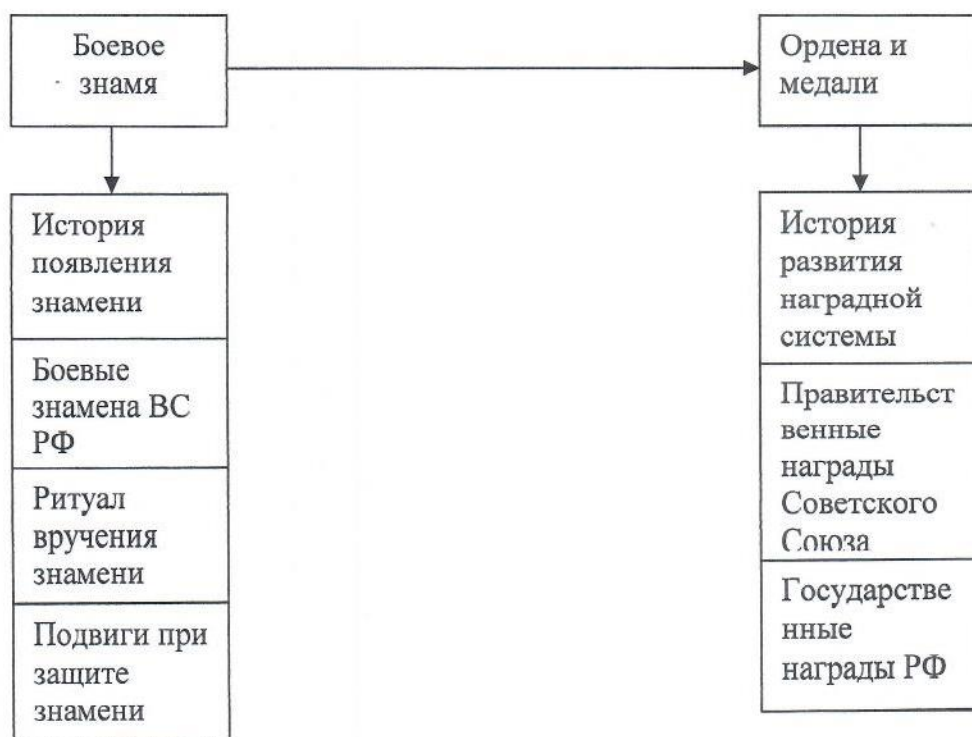 Боевое
знамя
Ордена и
медали
История
появления
знамени
Боевые
знамена ВС
РФ
Ритуал
вручения
знамени
Подвиги при
защите
знамени
История
развития
наградной
системы
Правительст
венные
награды
Советского
Союза
Государстве
нные
награды РФ